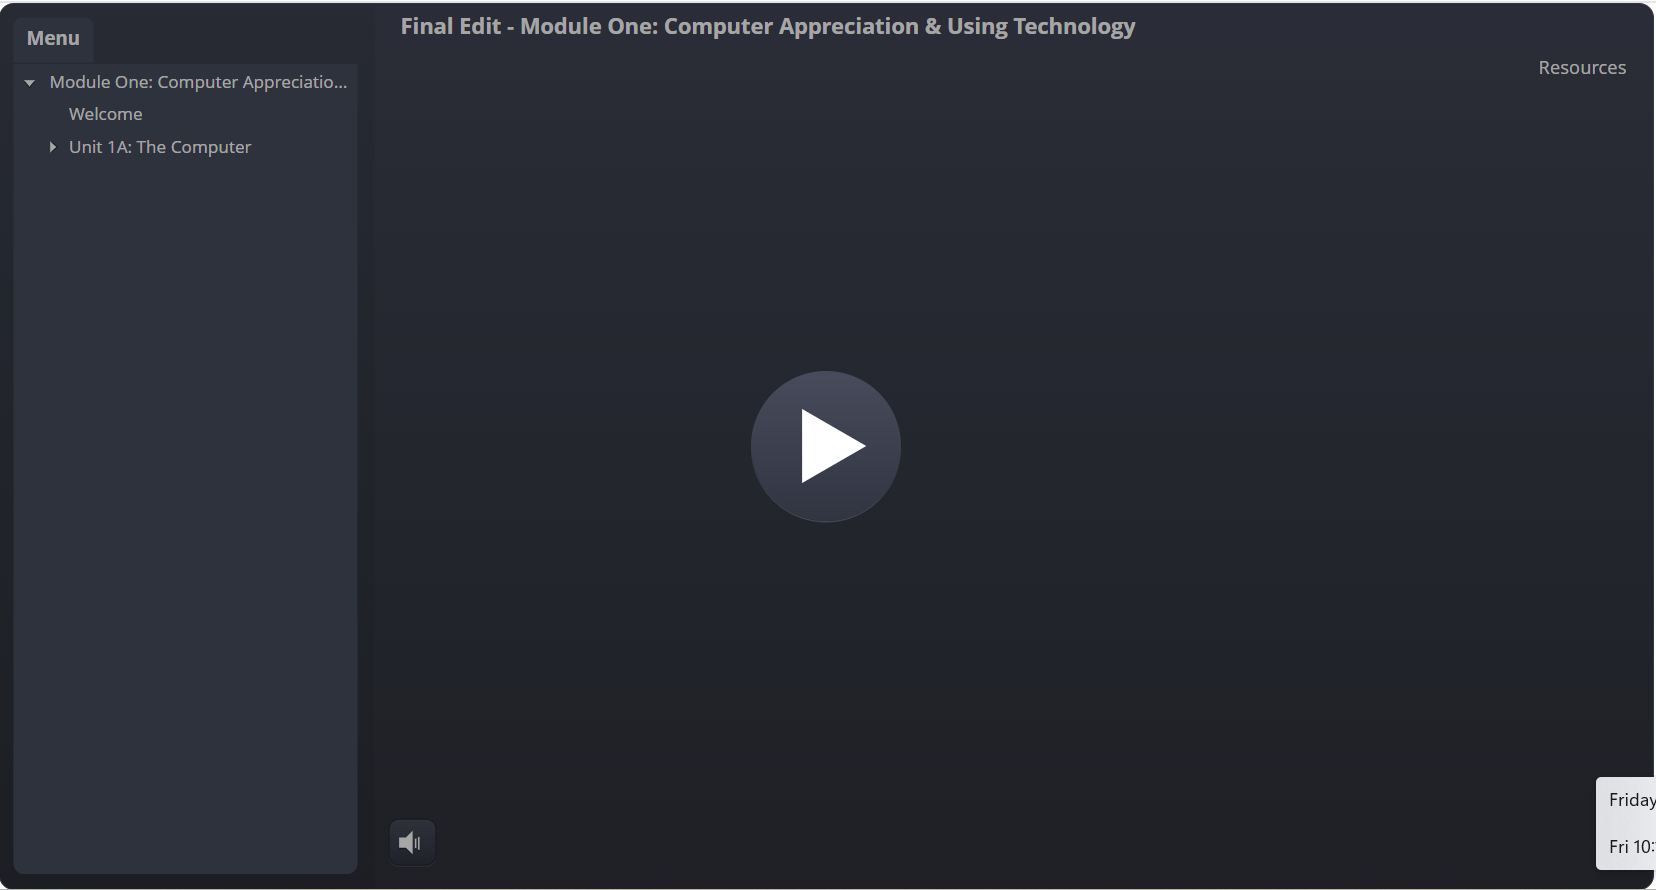 Menu
Final Edit - Module One: Computer Appreciation & Using Technology
Resources
Module One: Computer Appreciatio...
Welcome
Unit 1A: The Computer
Friday
Fri 10: